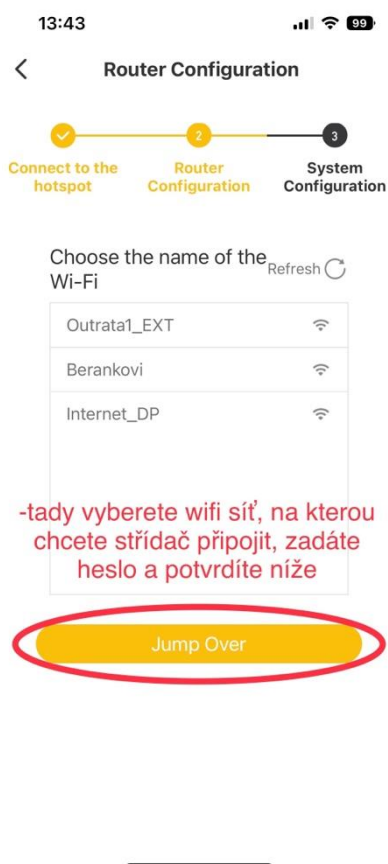 13:43
99
Router Configuration
2
3
Connect to the hotspot
Router Configuration
System Configuration
Choose the name of the Wi-Fi
Refresh
Outrata1_EXT
Berankovi
Internet_DP
-tady vyberete wifi síť, na kterou
chcete střídač připojit, zadáte
heslo a potvrdíte níže
Jump Over